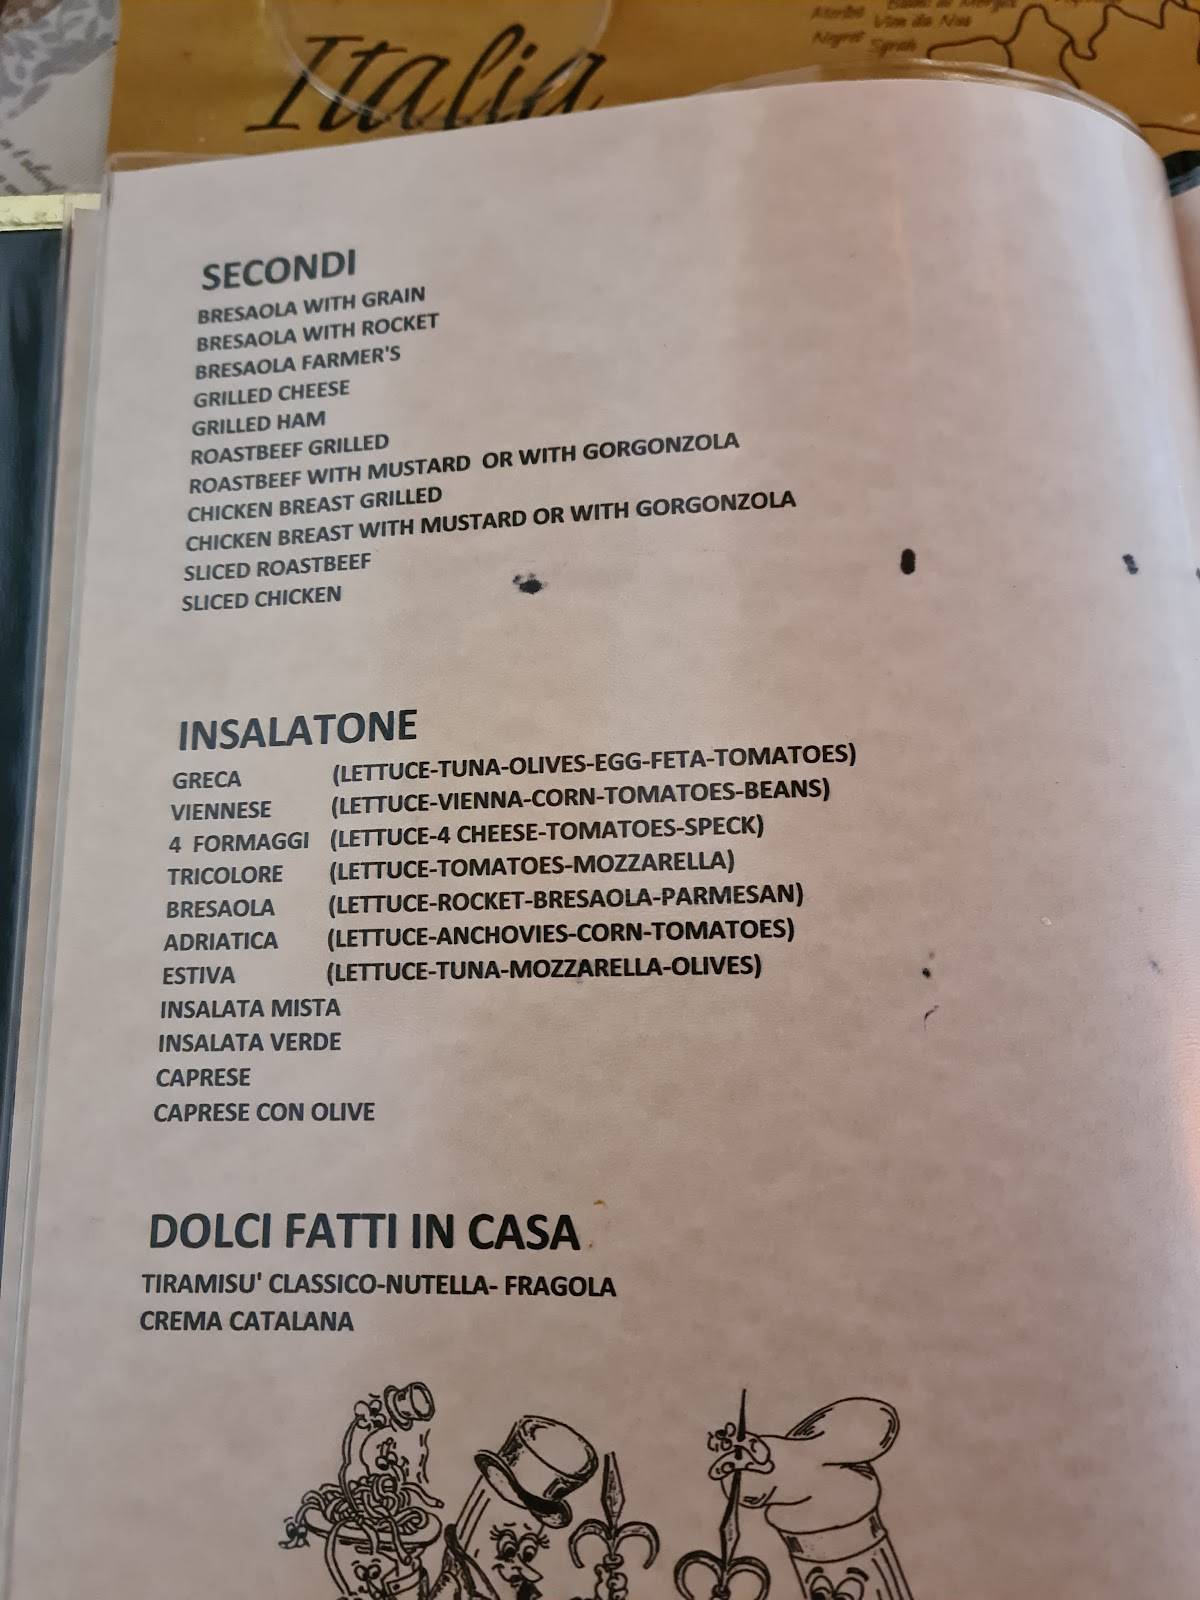 Italia
Vien de Nus
Syrah
SECONDI
BRESAOLA WITH GRAIN
BRESAOLA WITH ROCKET
BRESAOLA FARMER'S
GRILLED CHEESE
GRILLED HAM
ROASTBEEF GRILLED
ROASTBEEF WITH MUSTARD OR WITH GORGONZOLA
CHICKEN BREAST GRILLED
CHICKEN BREAST WITH MUSTARD OR WITH GORGONZOLA
SLICED ROASTBEEF
SLICED CHICKEN
INSALATONE
GRECA (LETTUCE-TUNA-OLIVES-EGG-FETA-TOMATOES)
VIENNESE (LETTUCE-VIENNA-CORN-TOMATOES-BEANS)
4 FORMAGGI (LETTUCE-4 CHEESE-TOMATOES-SPECK)
TRICOLORE (LETTUCE-TOMATOES-MOZZARELLA)
BRESAOLA (LETTUCE-ROCKET-BRESAOLA-PARMESAN)
ADRIATICA (LETTUCE-ANCHOVIES-CORN-TOMATOES)
ESTIVA (LETTUCE-TUNA-MOZZARELLA-OLIVES)
INSALATA MISTA
INSALATA VERDE
CAPRESE
CAPRESE CON OLIVE
DOLCI FATTI IN CASA
TIRAMISU' CLASSICO-NUTELLA- FRAGOLA
CREMA CATALANA